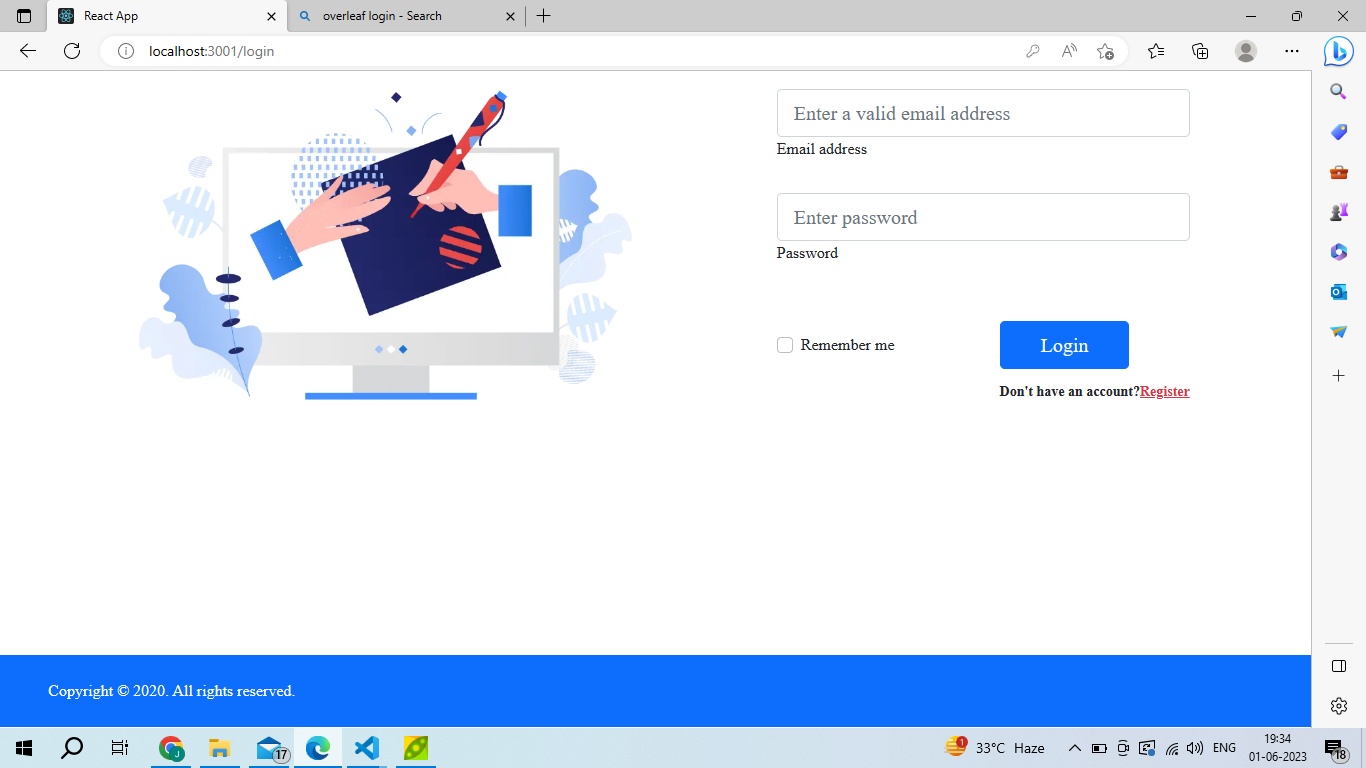 React App
overleaf login - Search
localhost:3001/login
Enter a valid email address
Email address
Enter password
Password
Remember me
Login
Don't have an account?Register
Copyright © 2020. All rights reserved.
J
17
1
33°C Haze
ENG
19:34
01-06-2023
18